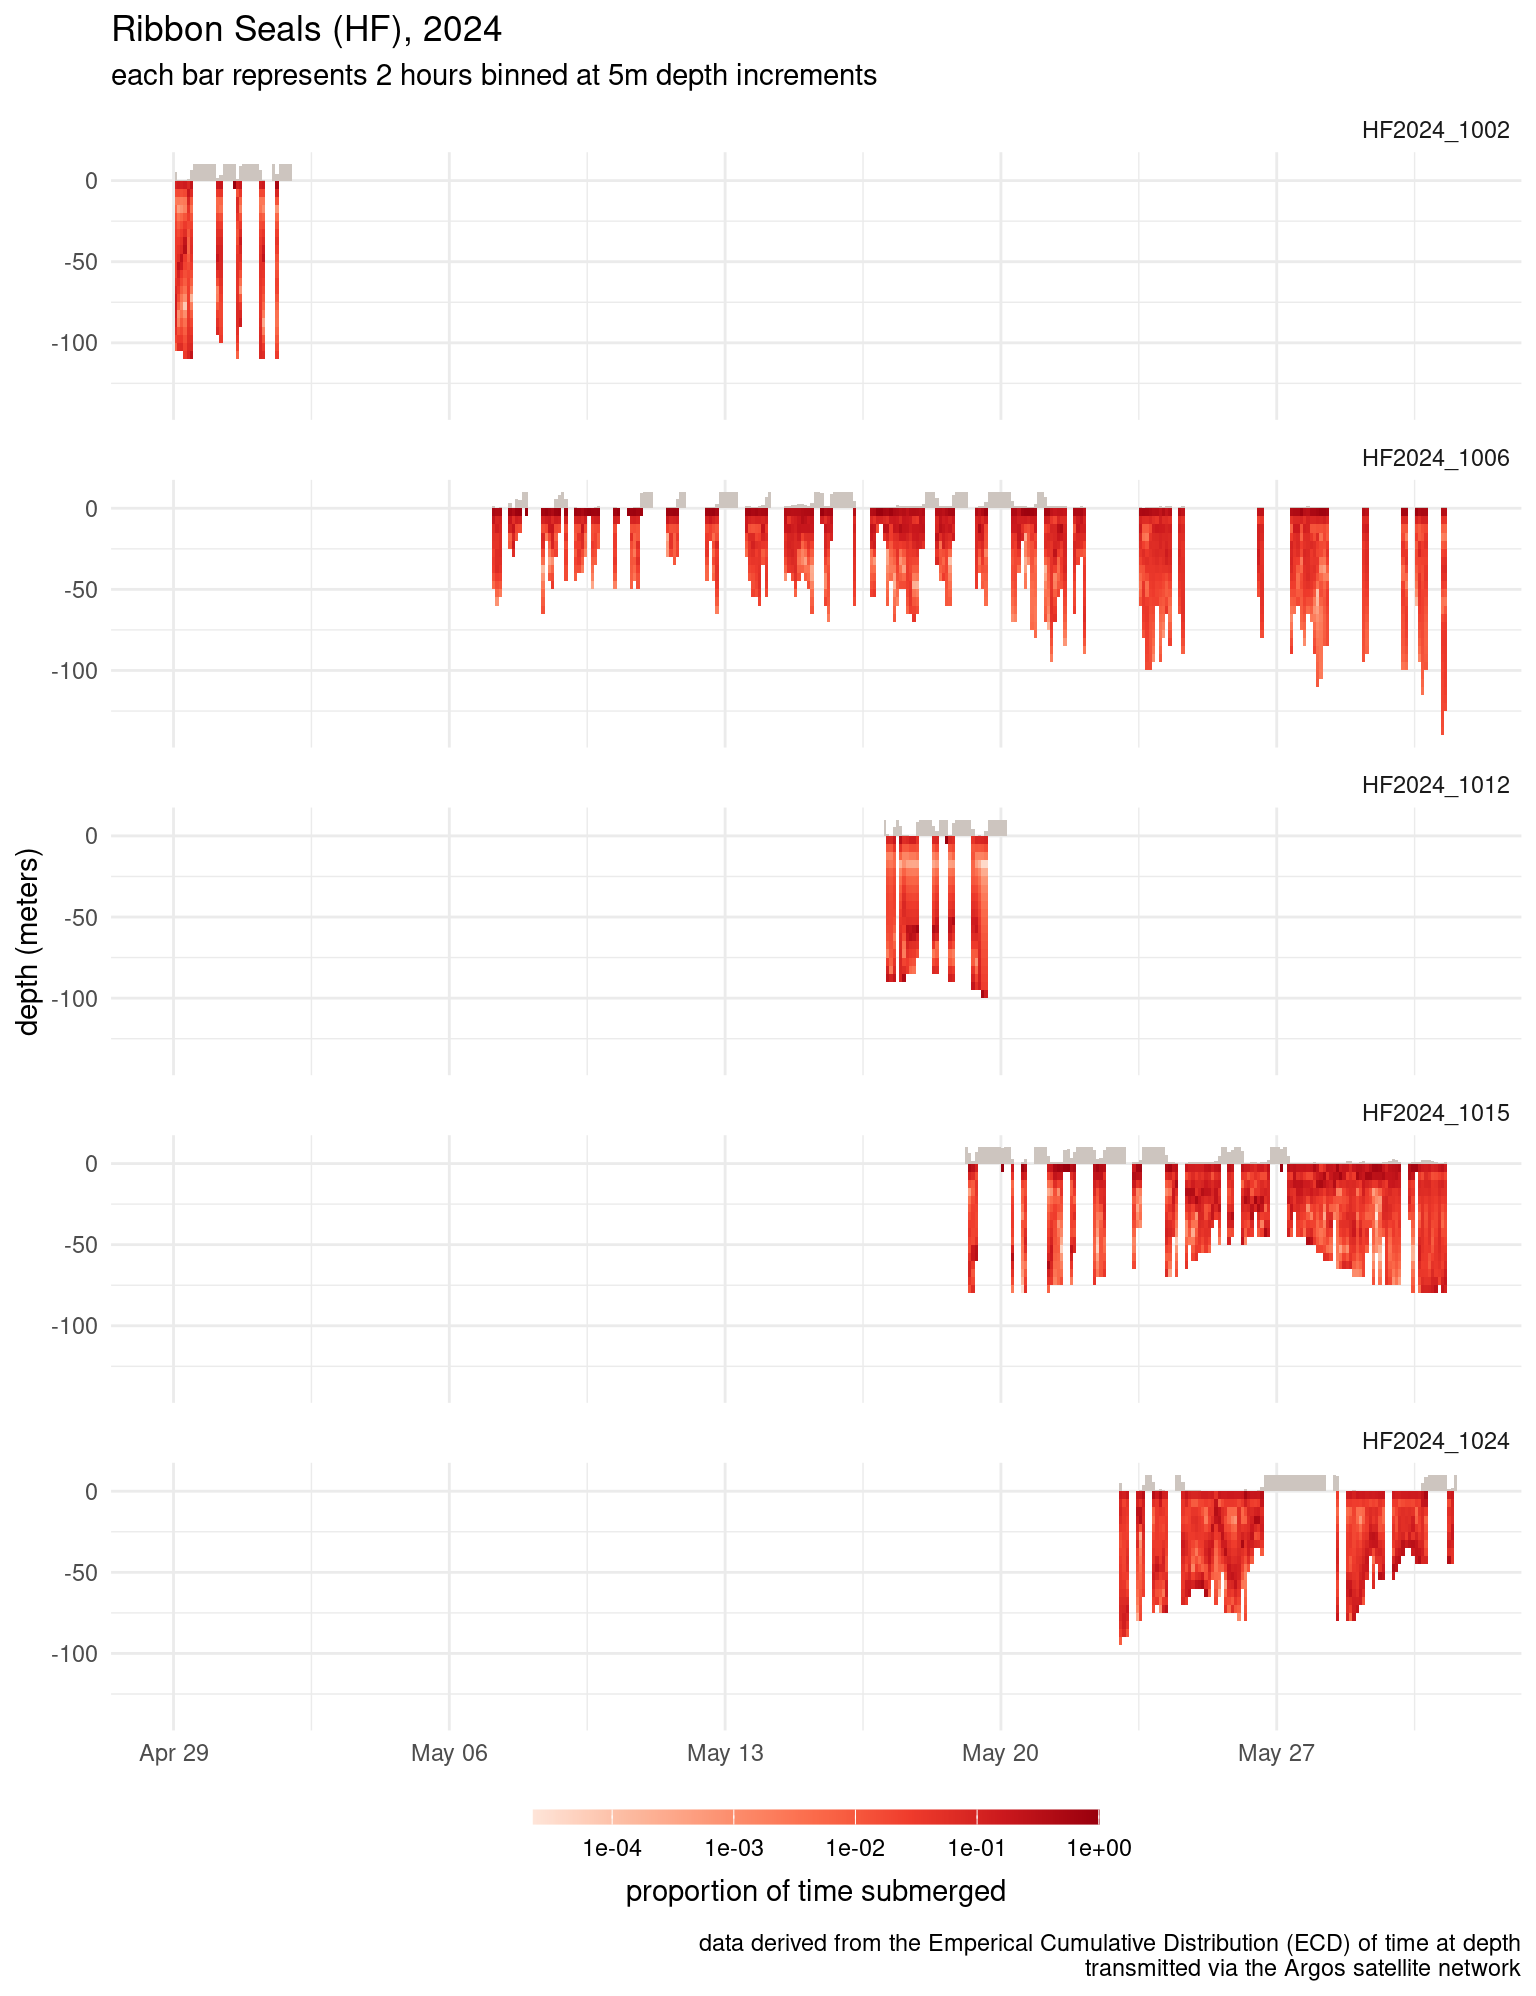 Ribbon Seals (HF), 2024
each bar represents 2 hours binned at 5m depth increments
HF2024_1002
0
-50
-100
HF2024_1006
0
-50
-100
HF2024_1012
0
-50
-100
depth (meters)
HF2024_1015
0
-50
-100
HF2024_1024
0
-50
-100
Apr 29 May 06 May 13 May 20 May 27
1e-04 1e-03 1e-02 1e-01 1e+00
proportion of time submerged
data derived from the Emperical Cumulative Distribution (ECD) of time at depth
transmitted via the Argos satellite network